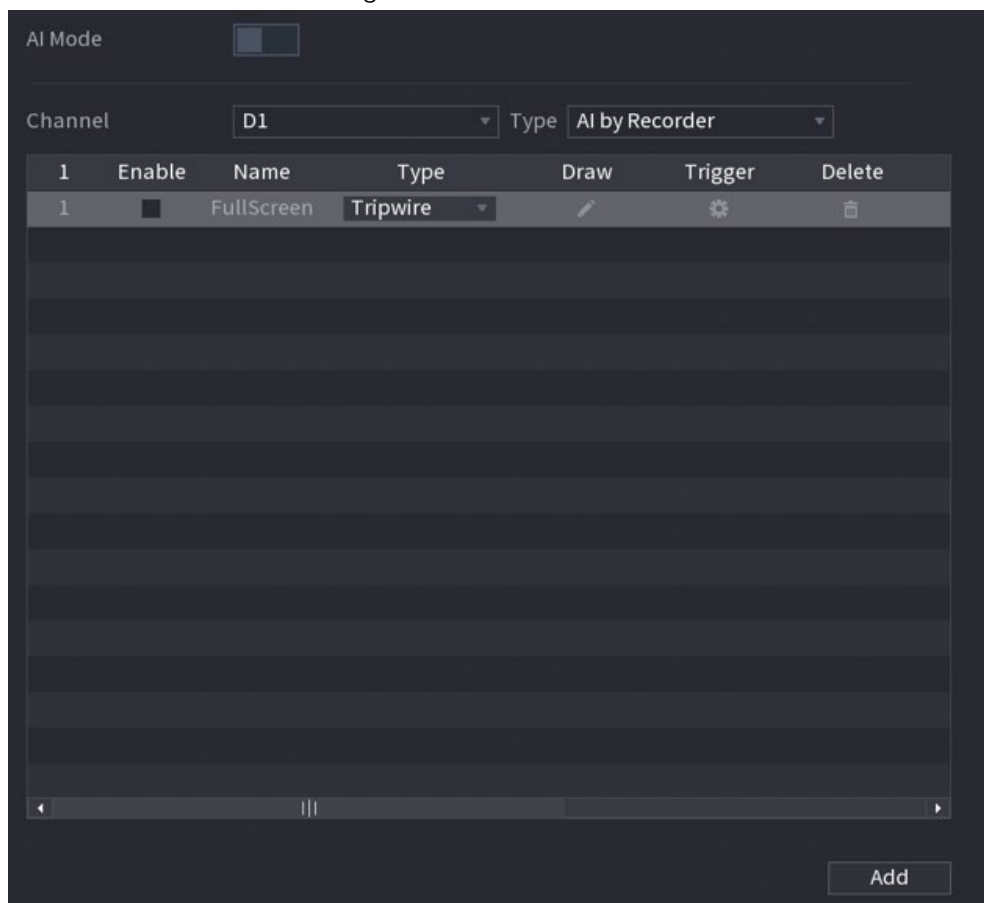 AI Mode
Channel D1 Type AI by Recorder
1 Enable Name Type Draw Trigger Delete
1 FullScreen Tripwire
Add